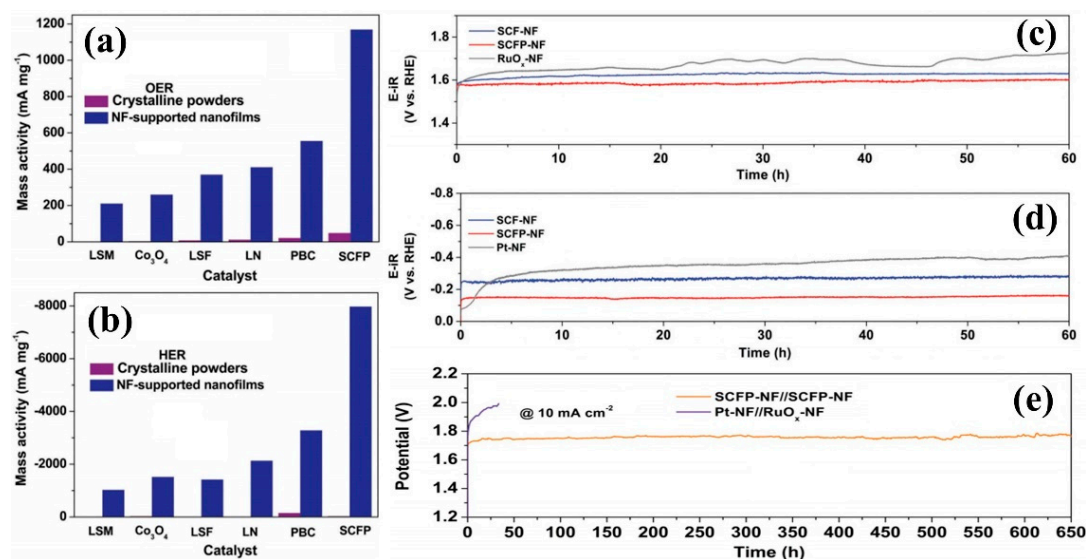 (a)
Mass activity (mA mg⁻¹)
1200
1000
800
600
400
200
0
OER
Crystalline powders
NF-supported nanofilms
LSM Co₃O₄ LSF LN PBC SCFP
Catalyst
(b)
Mass activity (mA mg⁻¹)
-8000
-6000
-4000
-2000
0
HER
Crystalline powders
NF-supported nanofilms
LSM Co₃O₄ LSF LN PBC SCFP
Catalyst
(c)
E-iR
(V vs. RHE)
1.8
1.6
1.4
SCF-NF
SCFP-NF
RuOₓ-NF
0 10 20 30 40 50 60
Time (h)
(d)
E-iR
(V vs. RHE)
-0.8
-0.6
-0.4
-0.2
0.0
SCF-NF
SCFP-NF
Pt-NF
0 10 20 30 40 50 60
Time (h)
(e)
Potential (V)
2.2
2.0
1.8
1.6
1.4
1.2
@ 10 mA cm⁻²
SCFP-NF//SCFP-NF
Pt-NF//RuOₓ-NF
0 50 100 150 200 250 300 350 400 450 500 550 600 650
Time (h)